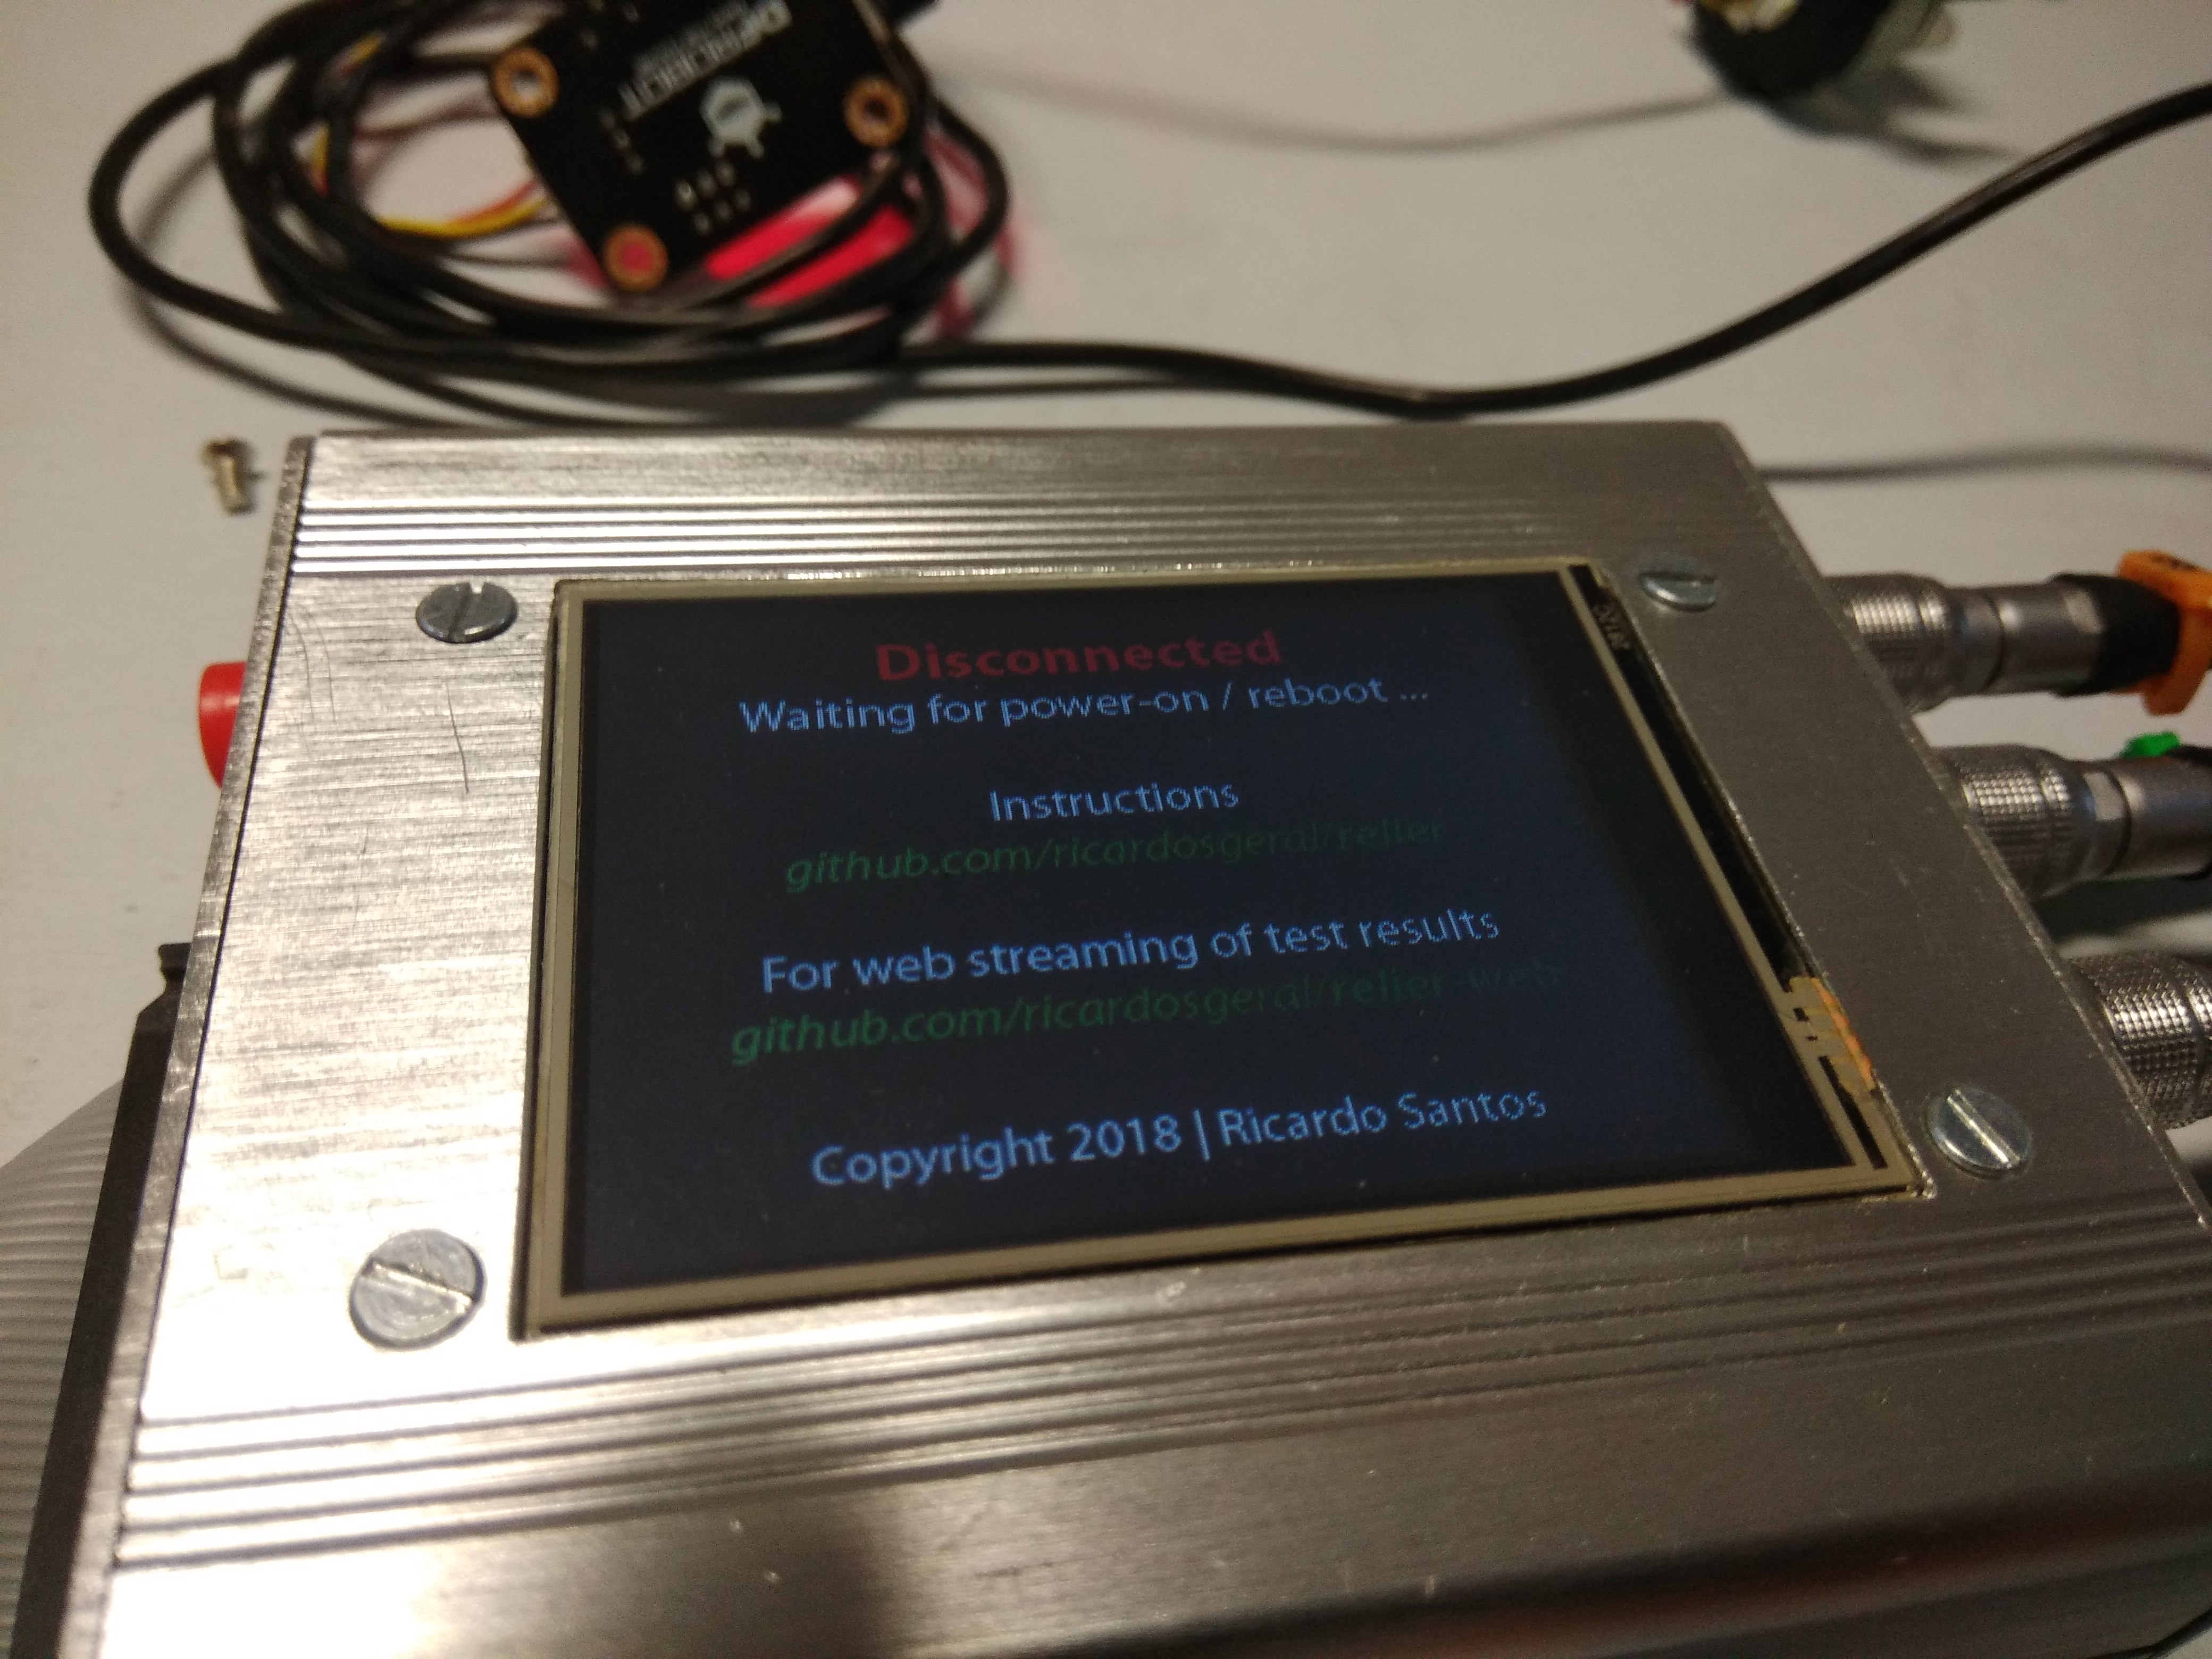 DFROBOT
Disconnected
Waiting for power-on / reboot ...
Instructions
github.com/ricardosgeral/relier
For web streaming of test results
github.com/ricardosgeral/relier-web
Copyright 2018 | Ricardo Santos